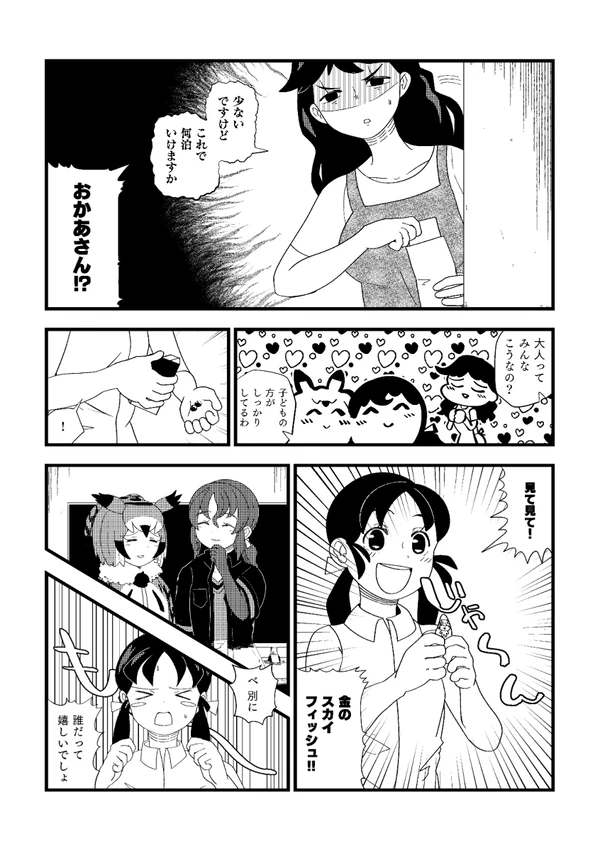 少ない
ですけど
これで
何泊
いけますか
おかあさん!?
大人って
みんな
こうなの?
子どもの
方が
しっかり
してるわ
!
見て見て!
じゃーん
金の
スカイ
フィッシュ!!
べ 別に
もーっ
誰だって
嬉しいでしょ